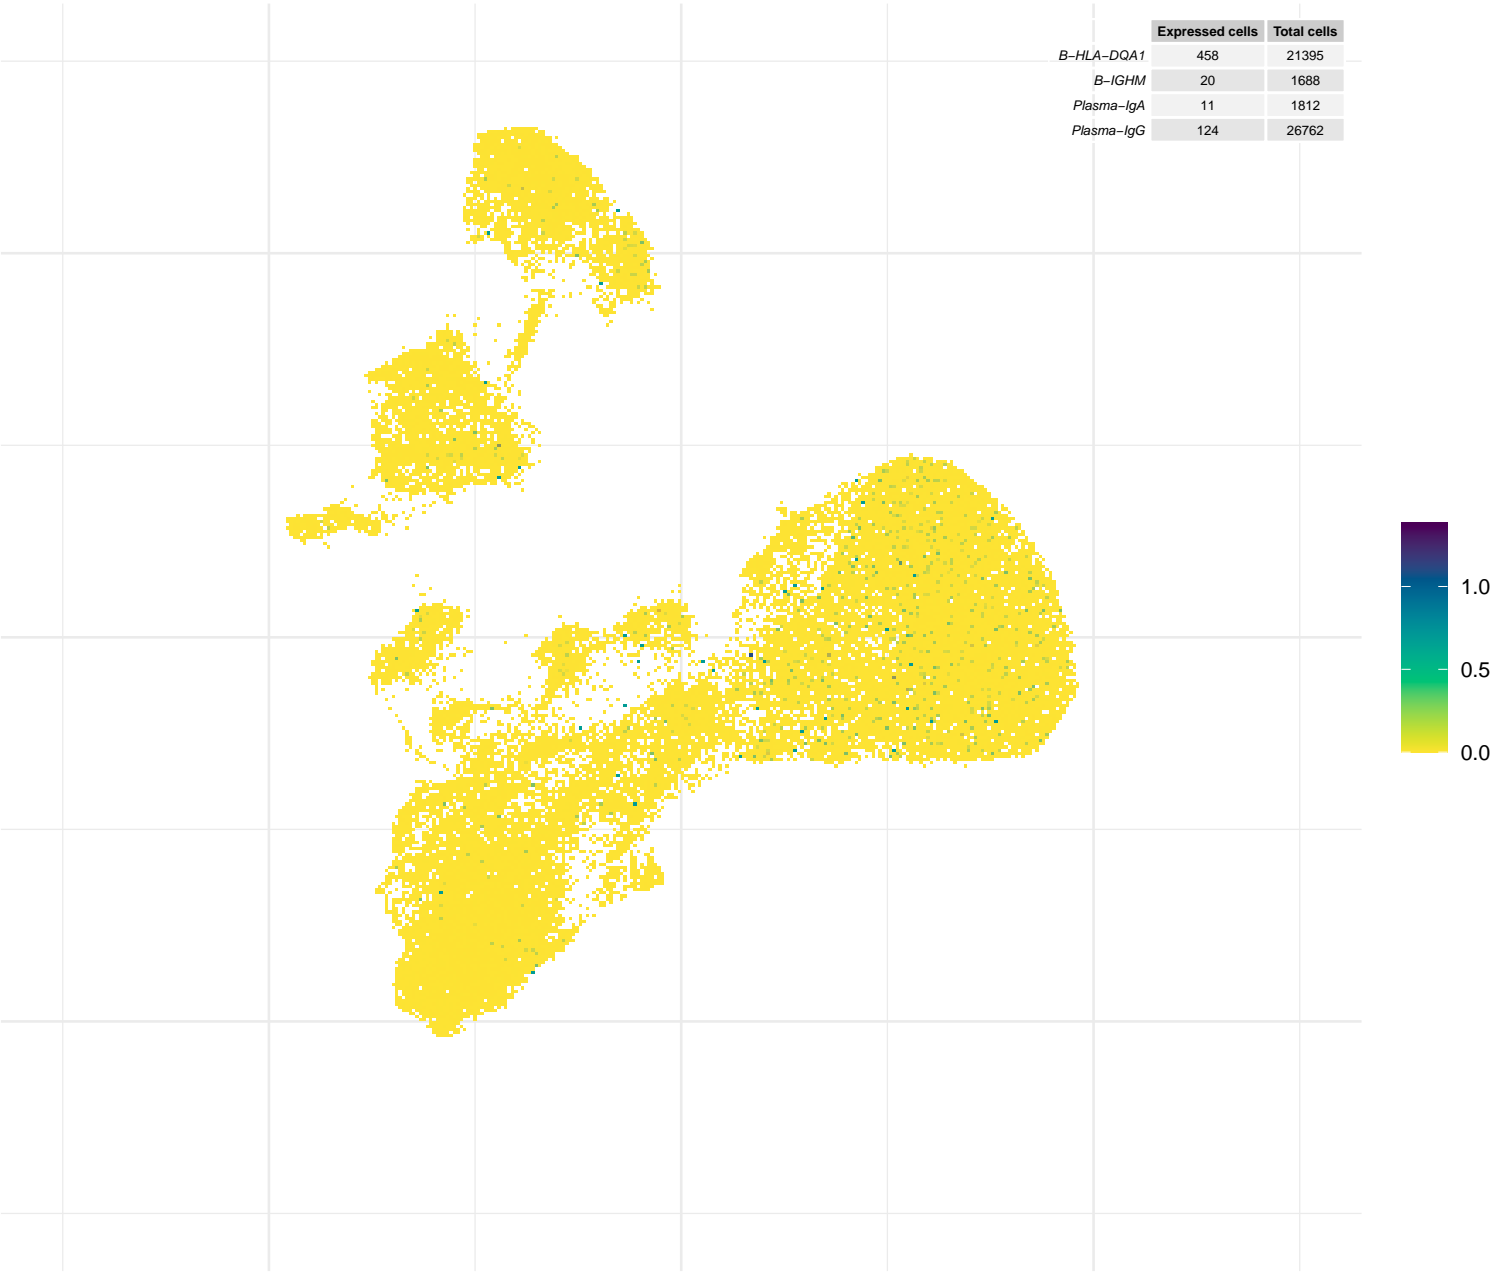 Expressed cells Total cells
B−HLA−DQA1 458 21395
B−IGHM 20 1688
Plasma−IgA 11 1812
Plasma−IgG 124 26762
1.0
0.5
0.0